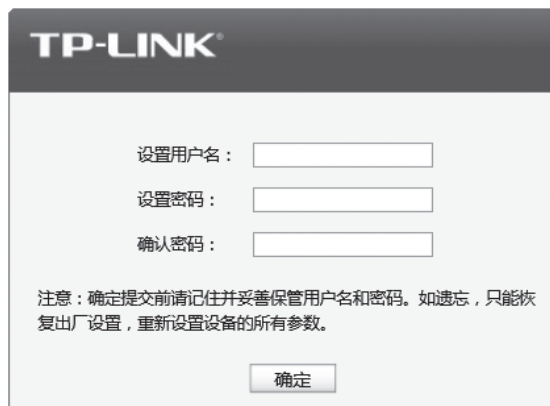 TP-LINK®
设置用户名：
设置密码：
确认密码：
注意：确定提交前请记住并妥善保管用户名和密码。如遗忘，只能恢
复出厂设置，重新设置设备的所有参数。
确定